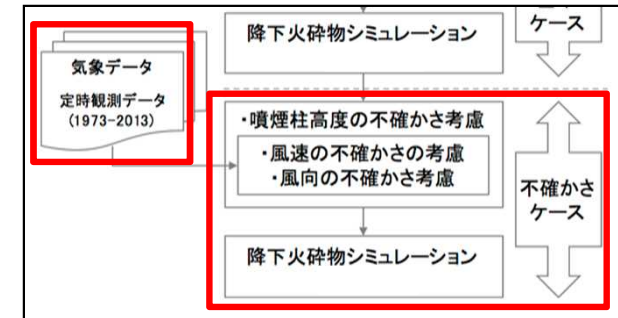 降下火砕物シミュレーション
ケース
気象データ
定時観測データ
(1973-2013)
・噴煙柱高度の不確かさ考慮
・風速の不確かさの考慮
・風向の不確かさ考慮
不確かさ
ケース
降下火砕物シミュレーション